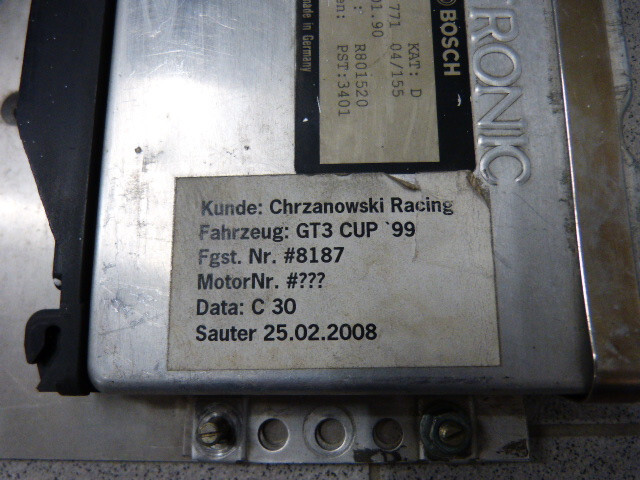 Kunde: Chrzanowski Racing
Fahrzeug: GT3 CUP `99
Fgst. Nr. #8187
MotorNr. #???
Data: C 30
Sauter 25.02.2008
BOSCH
KAT: D
771 04/155
01.90
R801520
PST:3401
made in Germany
TRONIC